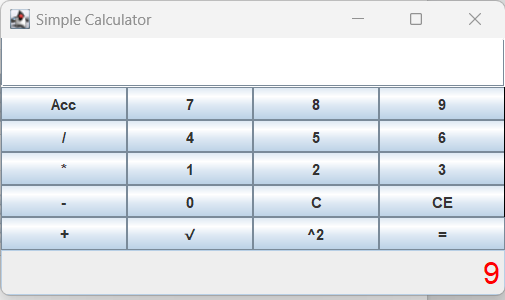 Simple Calculator
Acc 7 8 9
/ 4 5 6
* 1 2 3
- 0 C CE
+ √ ^2 =
9